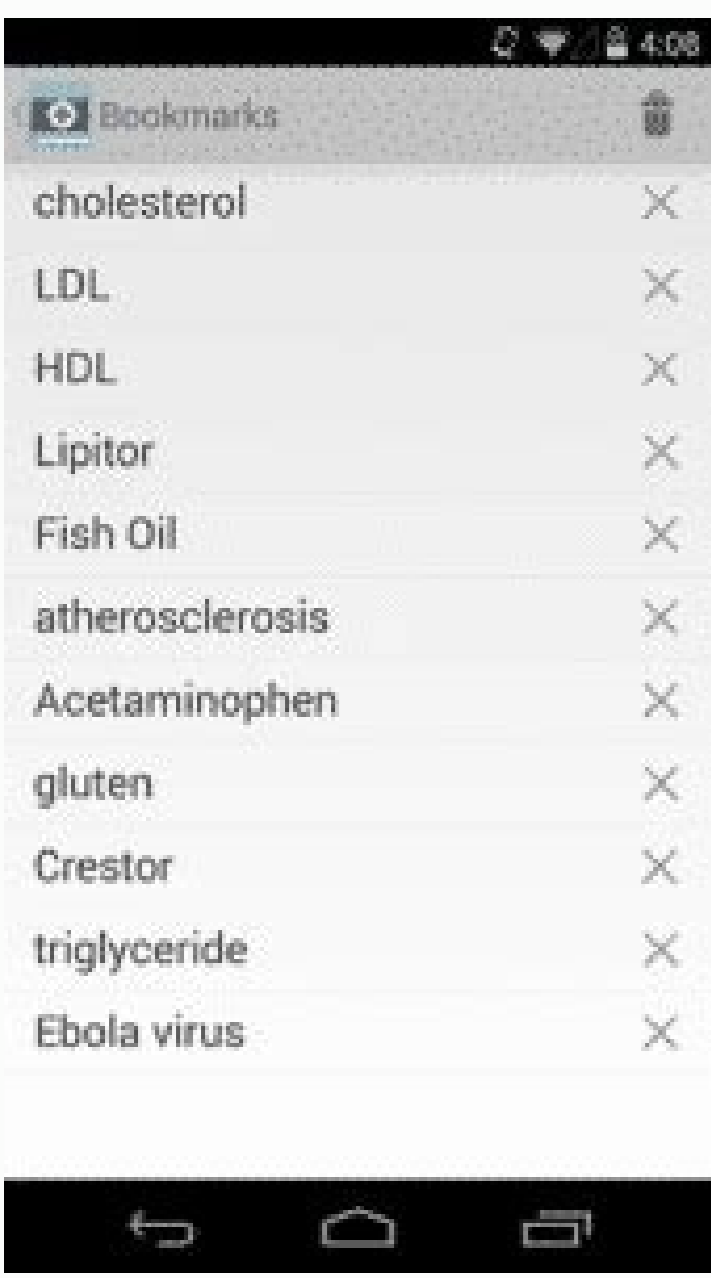 4:08
Bookmarks
cholesterol
LDL
HDL
Lipitor
Fish Oil
atherosclerosis
Acetaminophen
gluten
Crestor
triglyceride
Ebola virus